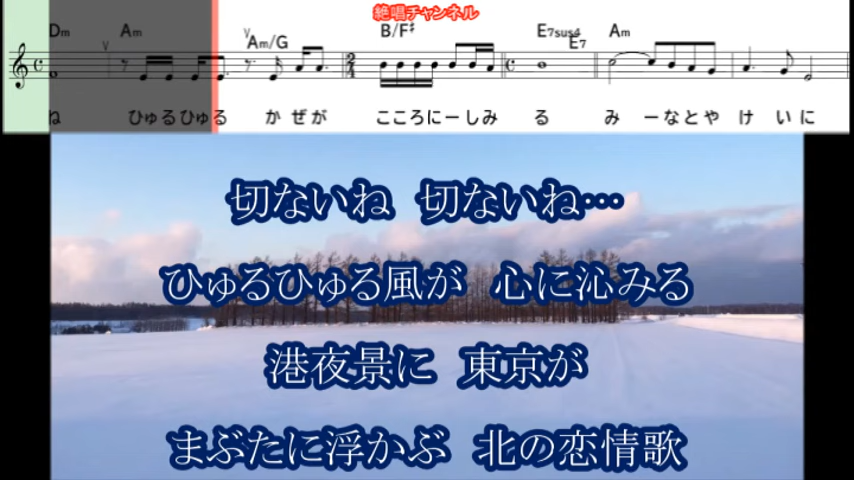 絶唱チャンネル
Dm Am Am/G B/F♯ E7sus4 E7 Am
ね ひゅるひゅる かぜが こころにーしみ る み ーなとや け いに
切ないね 切ないね…
ひゅるひゅる風が 心に沁みる
港夜景に 東京が
まぶたに浮かぶ 北の恋情歌